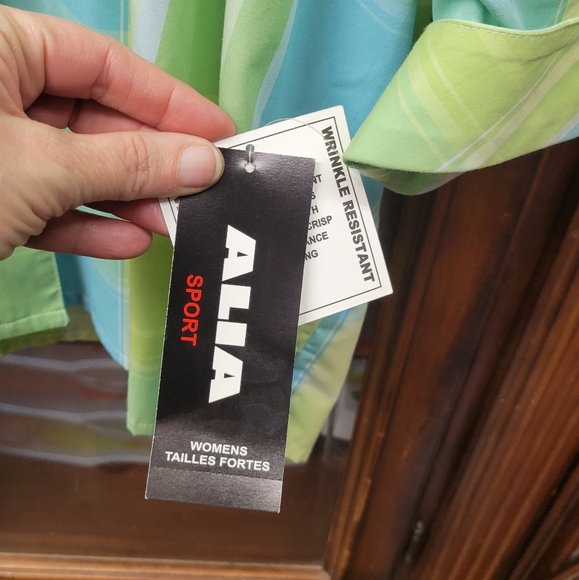 ALIA
SPORT
WOMENS
TAILLES FORTES
WRINKLE RESISTANT
CRISP